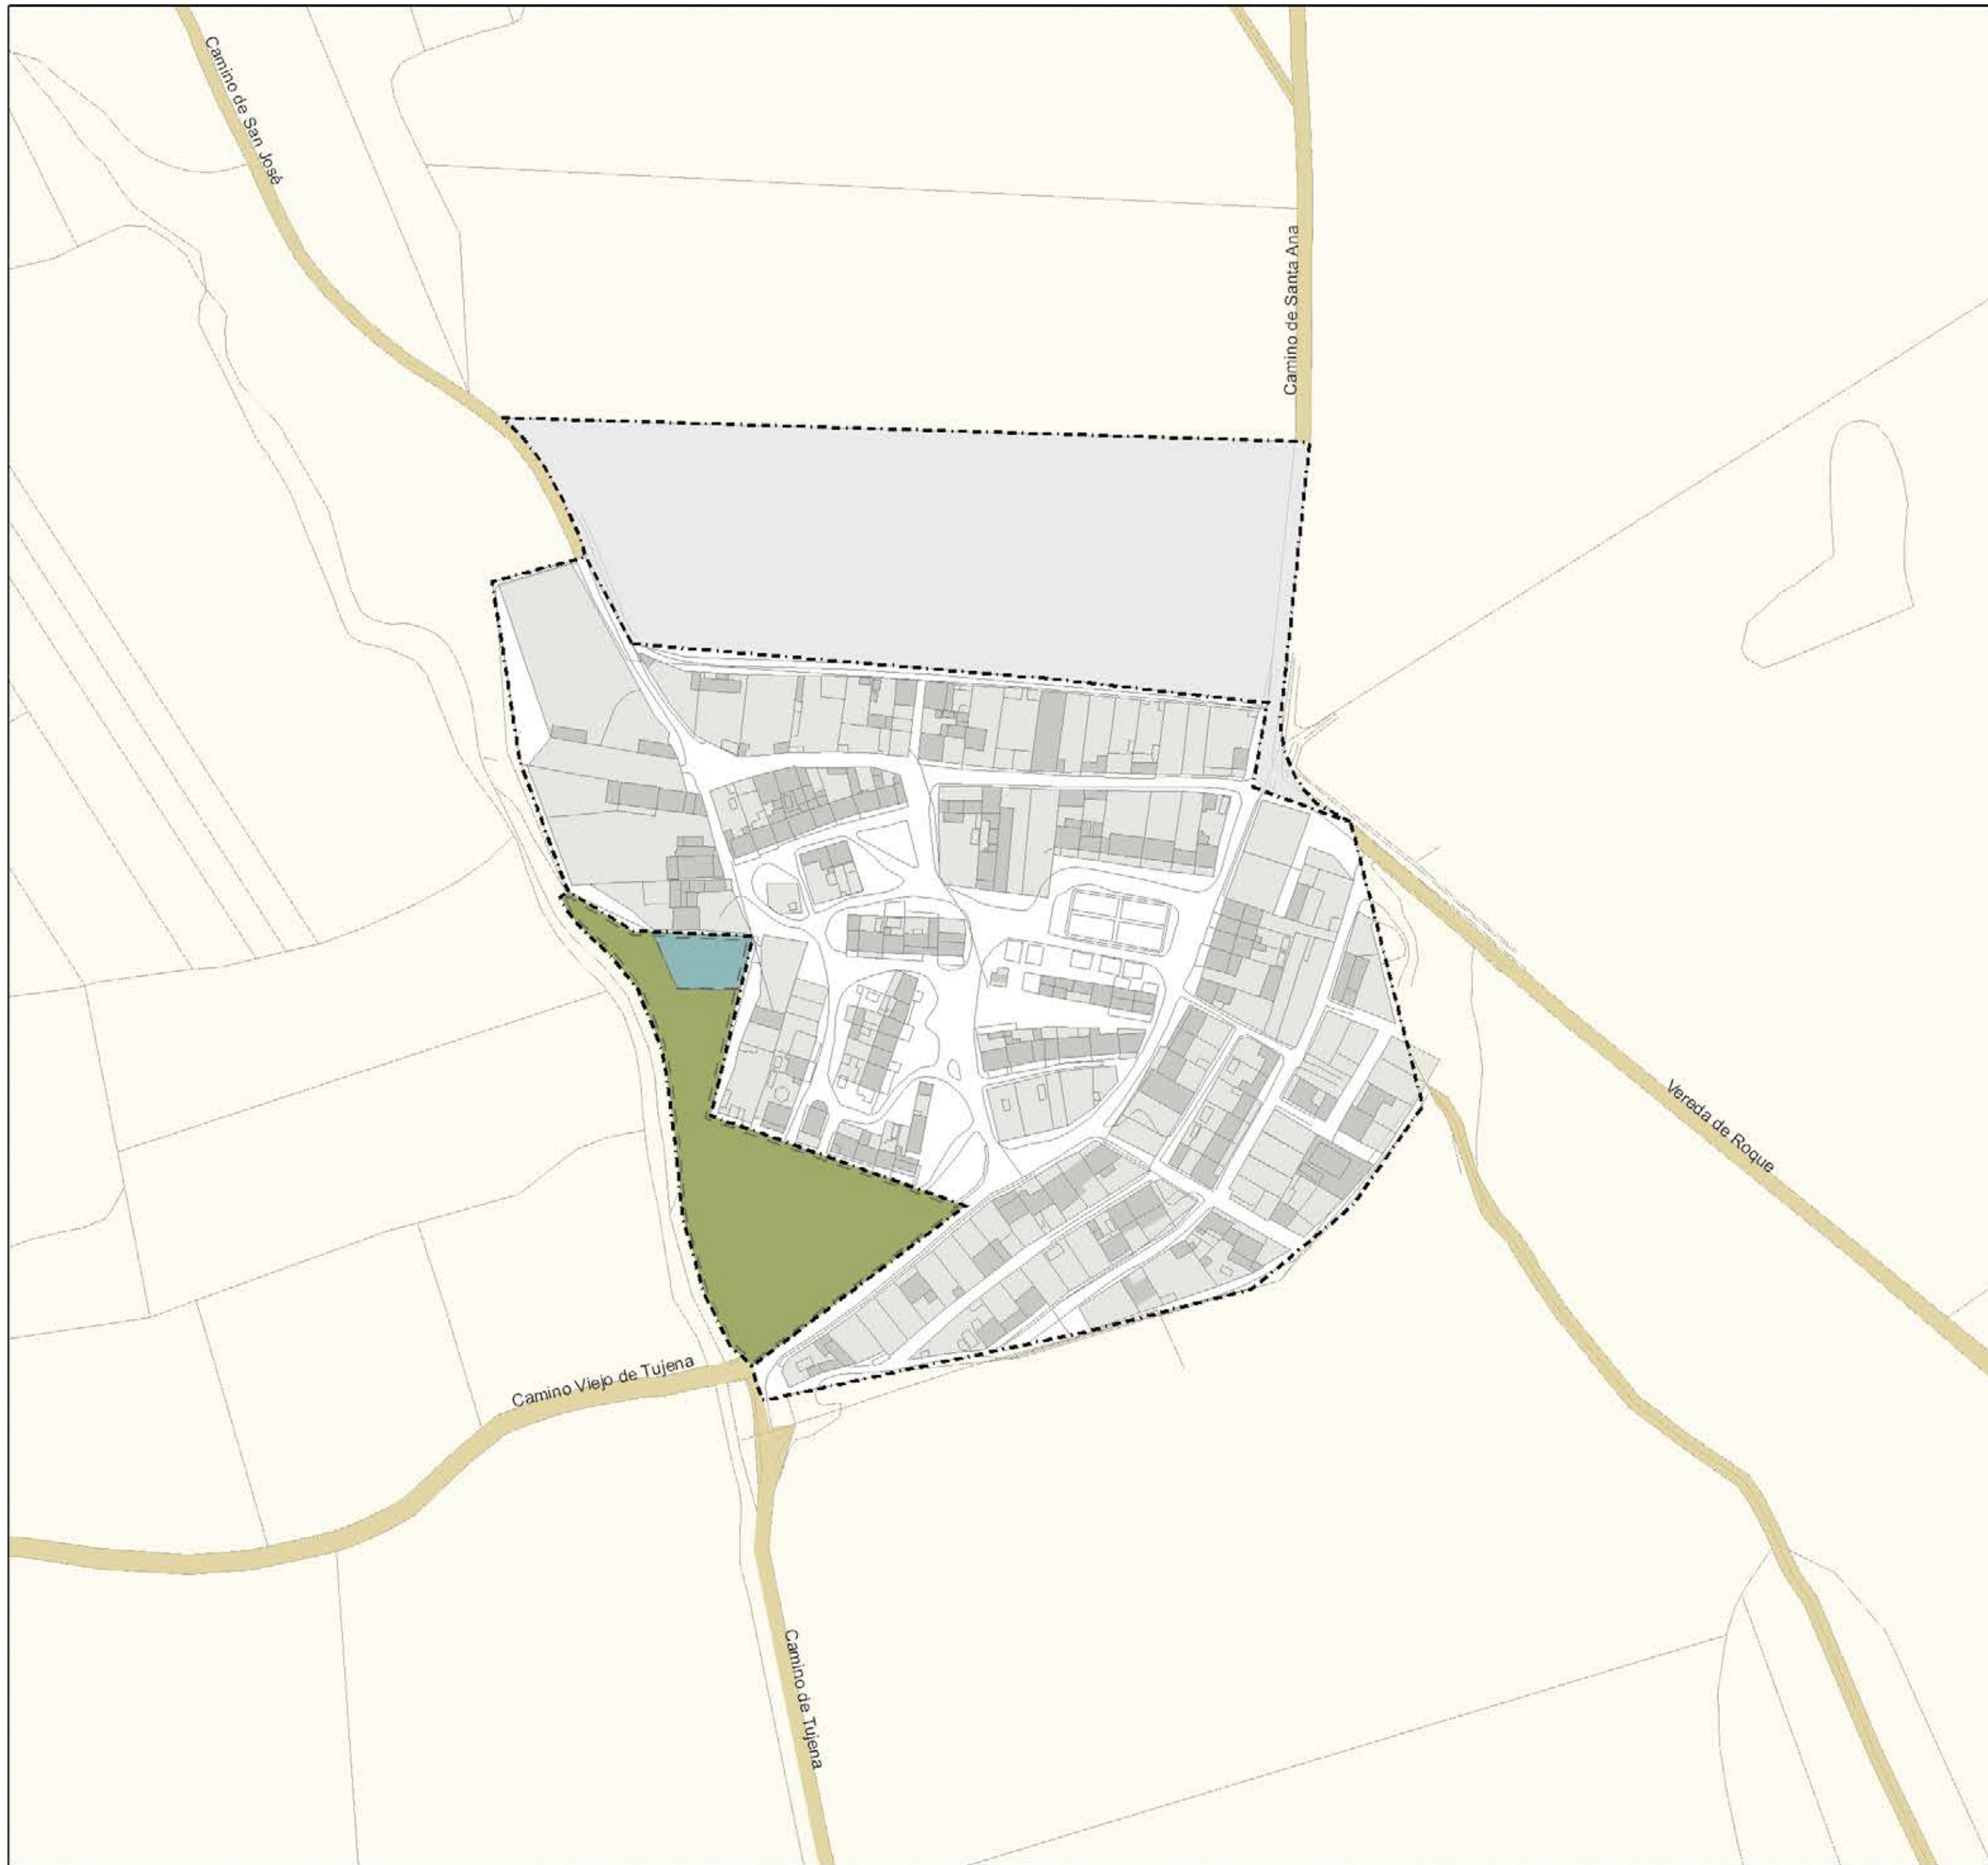 Camino de San José
Camino de Santa Ana
Vereda de Roque
Camino Viejo de Tujena
Camino de Tujena